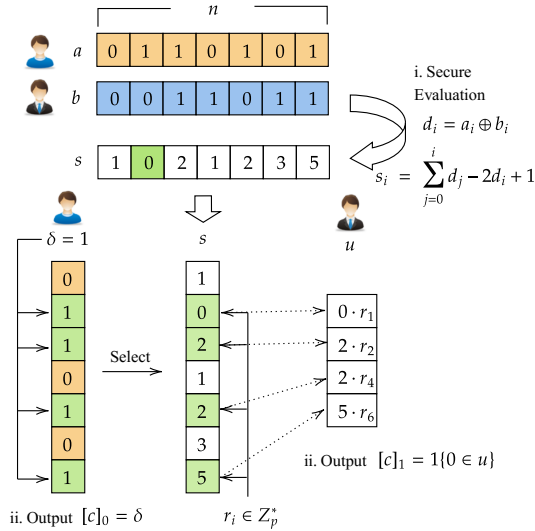 n
a 0 1 1 0 1 0 1
b 0 0 1 1 0 1 1
i. Secure
Evaluation
d_i = a_i ⊕ b_i
s 1 0 2 1 2 3 5
s_i = \sum_{j=0}^{i} d_j − 2d_i + 1
δ = 1
s
u
0
1
1
0
1
0
1
Select
1
0
2
1
2
3
5
0 · r_1
2 · r_2
2 · r_4
5 · r_6
ii. Output [c]_1 = 1{0 ∈ u}
ii. Output [c]_0 = δ
r_i ∈ Z_p^*